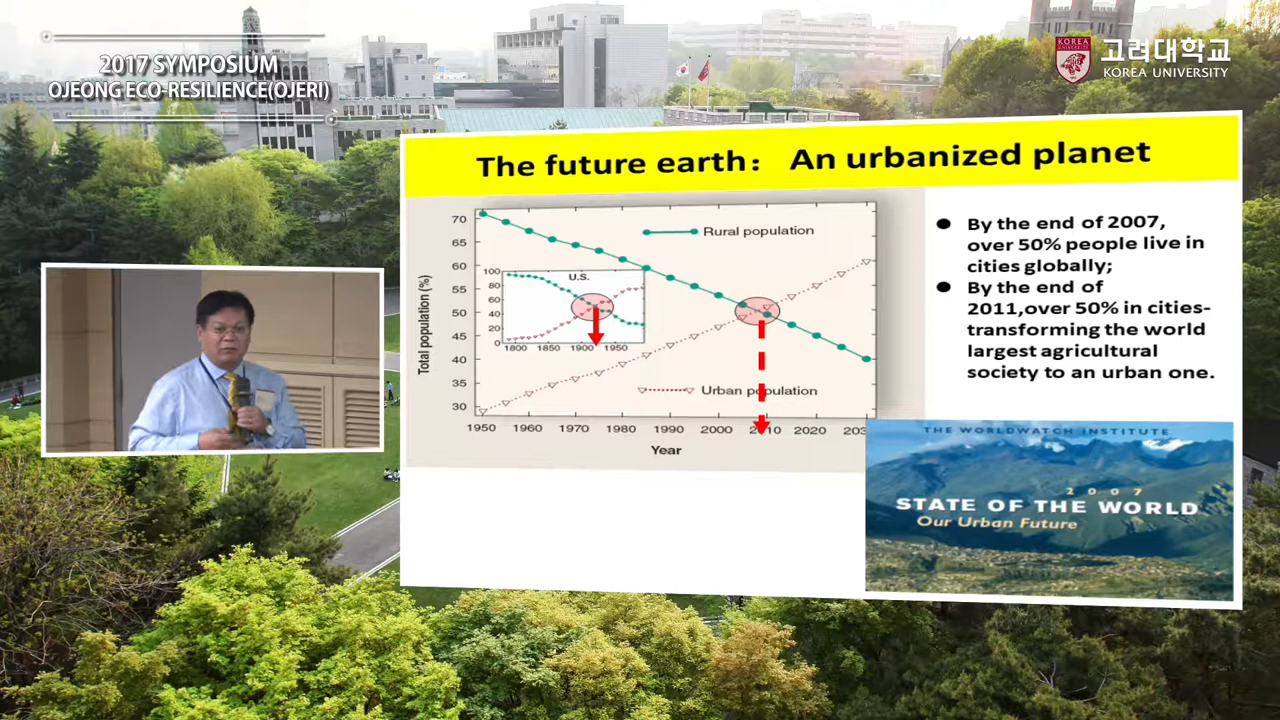 2017 SYMPOSIUM
OJEONG ECO-RESILIENCE(OJERI)
KOREA
고려대학교
KOREA UNIVERSITY
The future earth: An urbanized planet
Rural population
U.S.
Urban population
Total population (%)
70
65
60
55
50
45
40
35
30
100
80
60
40
20
0
1800 1850 1900 1950
1950 1960 1970 1980 1990 2000 2010 2020 203
Year
● By the end of 2007,
over 50% people live in
cities globally;
● By the end of
2011,over 50% in cities-
transforming the world
largest agricultural
society to an urban one.
THE WORLDWATCH INSTITUTE
2007
STATE OF THE WORLD
Our Urban Future